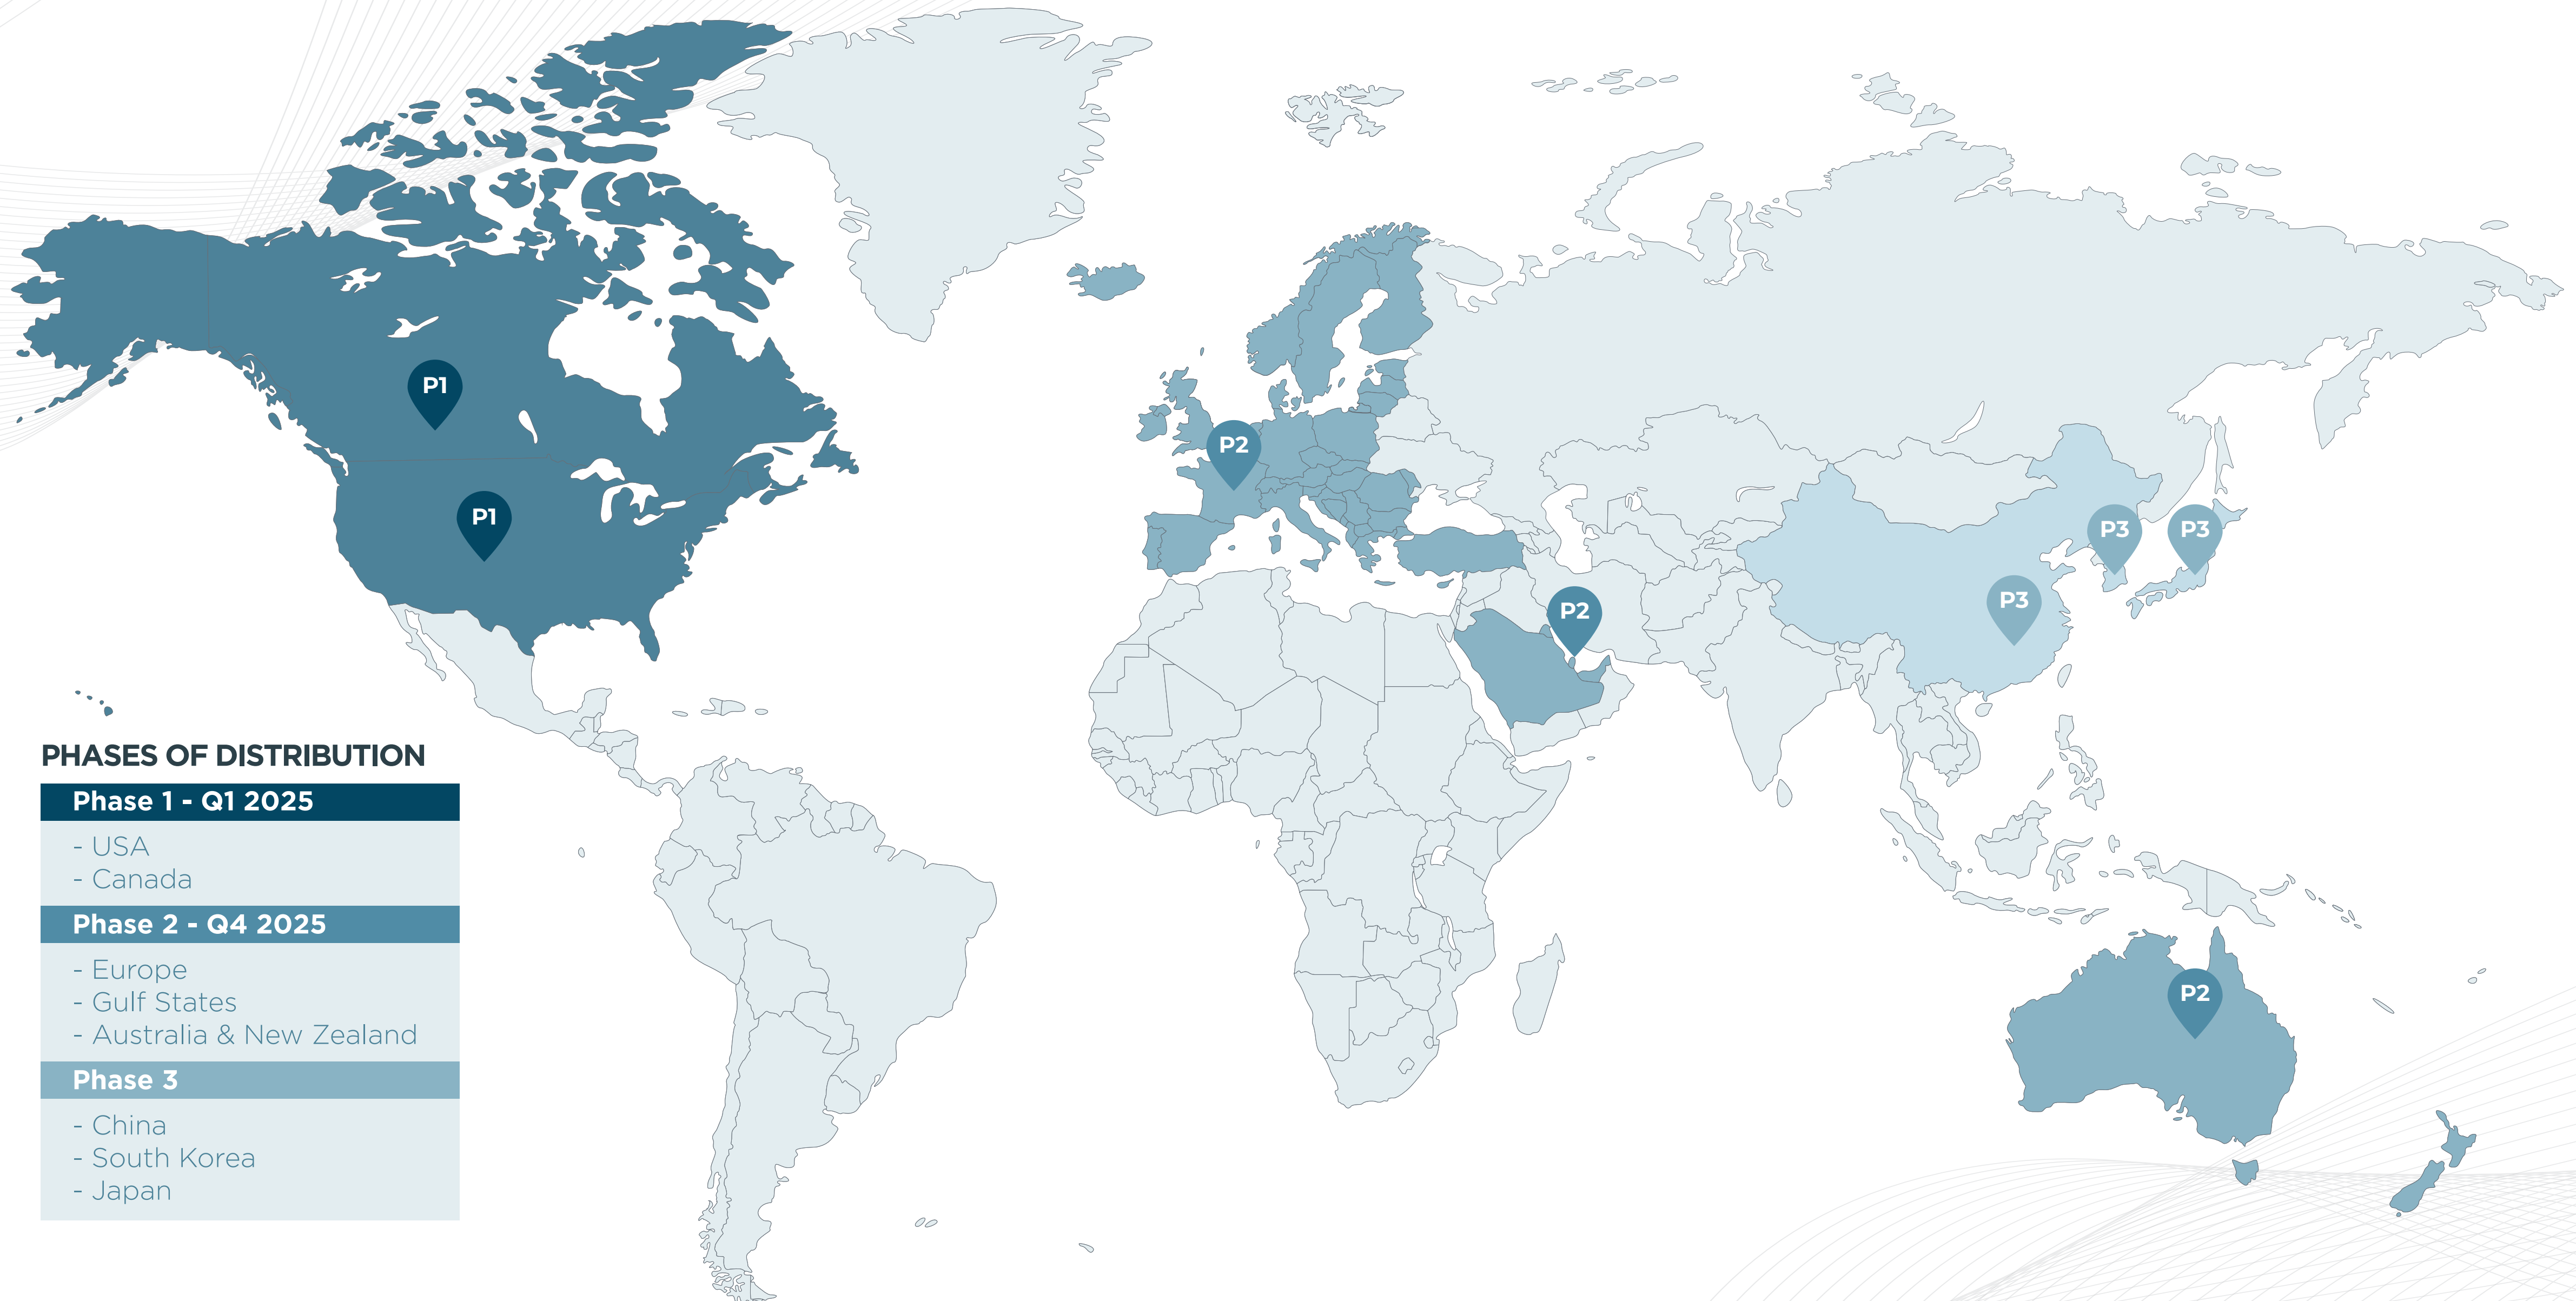 P1
P2
P1
P3
P3
P3
P2
PHASES OF DISTRIBUTION
Phase 1 - Q1 2025
- USA
- Canada
Phase 2 - Q4 2025
- Europe
- Gulf States
- Australia & New Zealand
Phase 3
- China
- South Korea
- Japan
P2